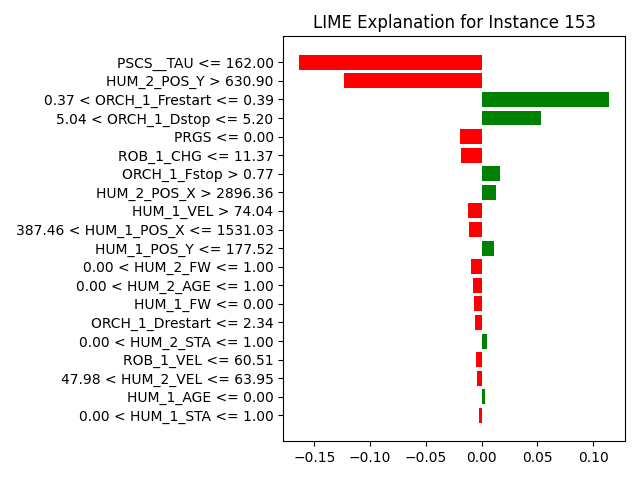 LIME Explanation for Instance 153
PSCS__TAU <= 162.00
HUM_2_POS_Y > 630.90
0.37 < ORCH_1_Frestart <= 0.39
5.04 < ORCH_1_Dstop <= 5.20
PRGS <= 0.00
ROB_1_CHG <= 11.37
ORCH_1_Fstop > 0.77
HUM_2_POS_X > 2896.36
HUM_1_VEL > 74.04
387.46 < HUM_1_POS_X <= 1531.03
HUM_1_POS_Y <= 177.52
0.00 < HUM_2_FW <= 1.00
0.00 < HUM_2_AGE <= 1.00
HUM_1_FW <= 0.00
ORCH_1_Drestart <= 2.34
0.00 < HUM_2_STA <= 1.00
ROB_1_VEL <= 60.51
47.98 < HUM_2_VEL <= 63.95
HUM_1_AGE <= 0.00
0.00 < HUM_1_STA <= 1.00
−0.15 −0.10 −0.05 0.00 0.05 0.10